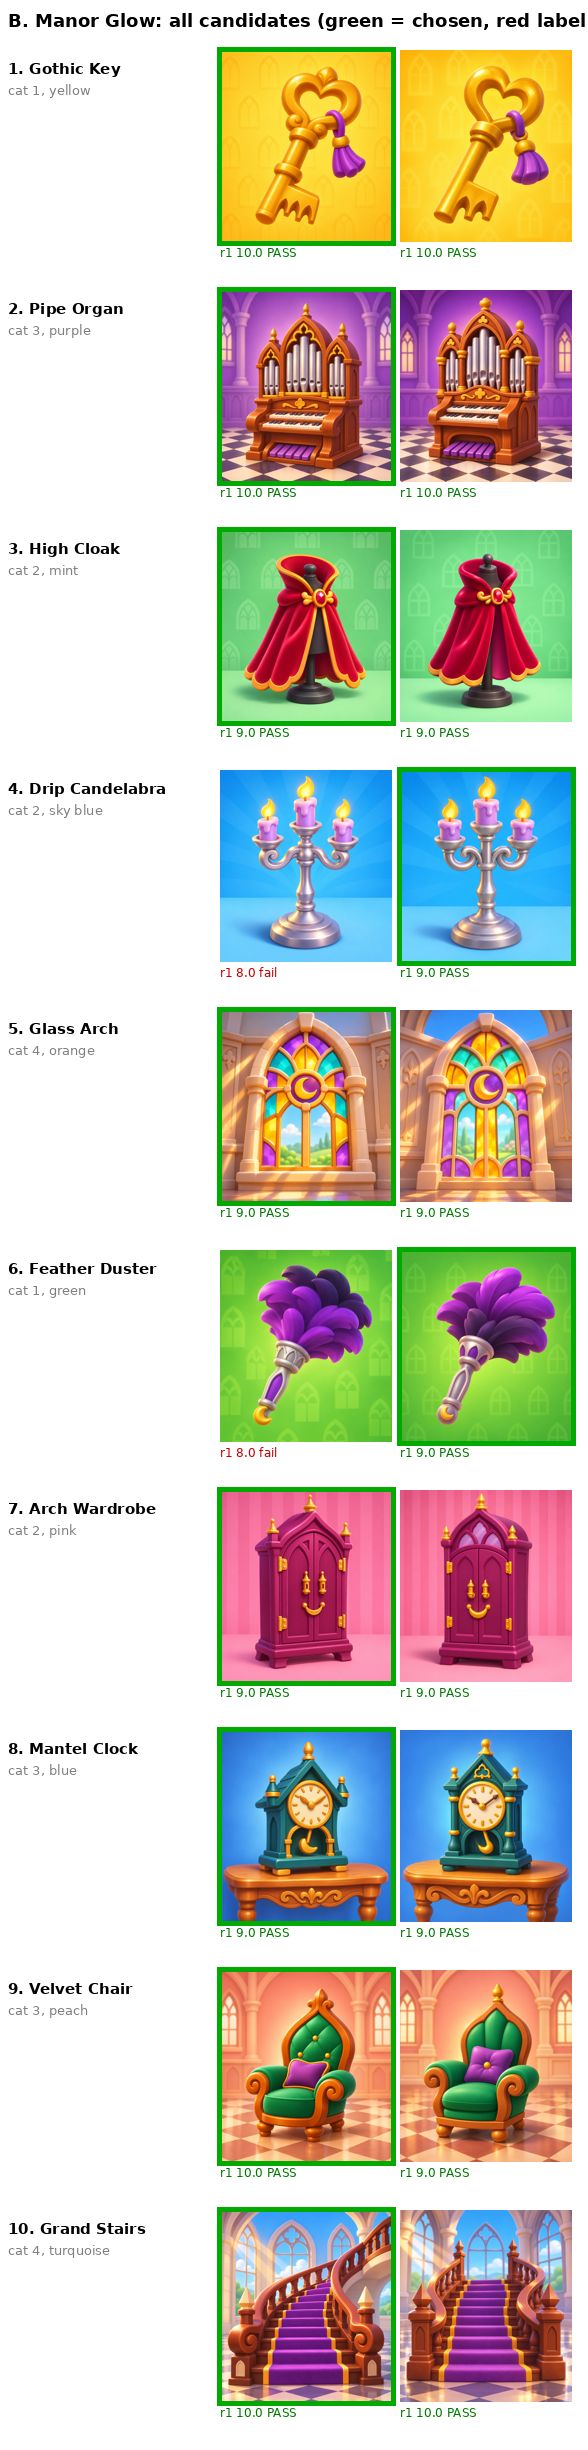 B. Manor Glow: all candidates (green = chosen, red label
1. Gothic Key
cat 1, yellow
r1 10.0 PASS
r1 10.0 PASS
2. Pipe Organ
cat 3, purple
r1 10.0 PASS
r1 10.0 PASS
3. High Cloak
cat 2, mint
r1 9.0 PASS
r1 9.0 PASS
4. Drip Candelabra
cat 2, sky blue
r1 8.0 fail
r1 9.0 PASS
5. Glass Arch
cat 4, orange
r1 9.0 PASS
r1 9.0 PASS
6. Feather Duster
cat 1, green
r1 8.0 fail
r1 9.0 PASS
7. Arch Wardrobe
cat 2, pink
r1 9.0 PASS
r1 9.0 PASS
8. Mantel Clock
cat 3, blue
r1 9.0 PASS
r1 9.0 PASS
9. Velvet Chair
cat 3, peach
r1 10.0 PASS
r1 9.0 PASS
10. Grand Stairs
cat 4, turquoise
r1 10.0 PASS
r1 10.0 PASS